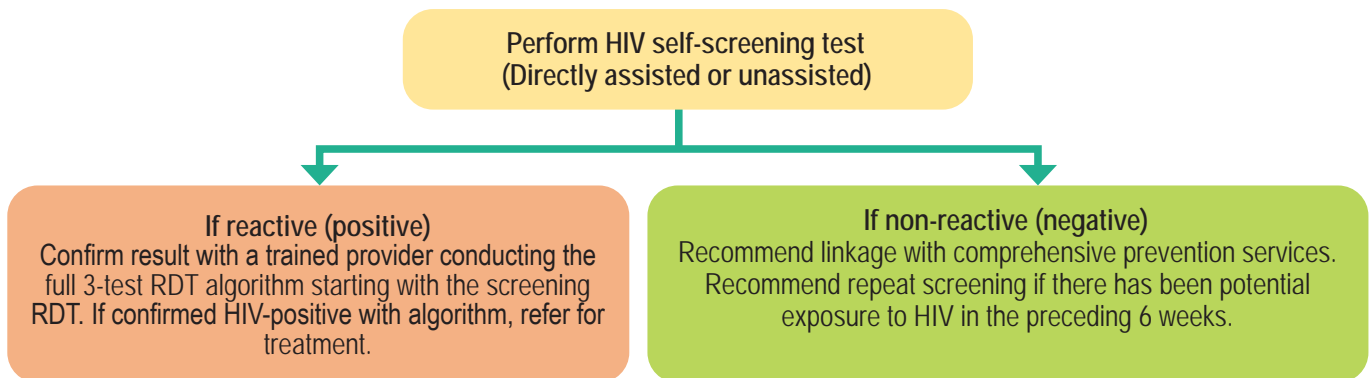 Perform HIV self-screening test
(Directly assisted or unassisted)
If reactive (positive)
Confirm result with a trained provider conducting the
full 3-test RDT algorithm starting with the screening
RDT. If confirmed HIV-positive with algorithm, refer for
treatment.
If non-reactive (negative)
Recommend linkage with comprehensive prevention services.
Recommend repeat screening if there has been potential
exposure to HIV in the preceding 6 weeks.